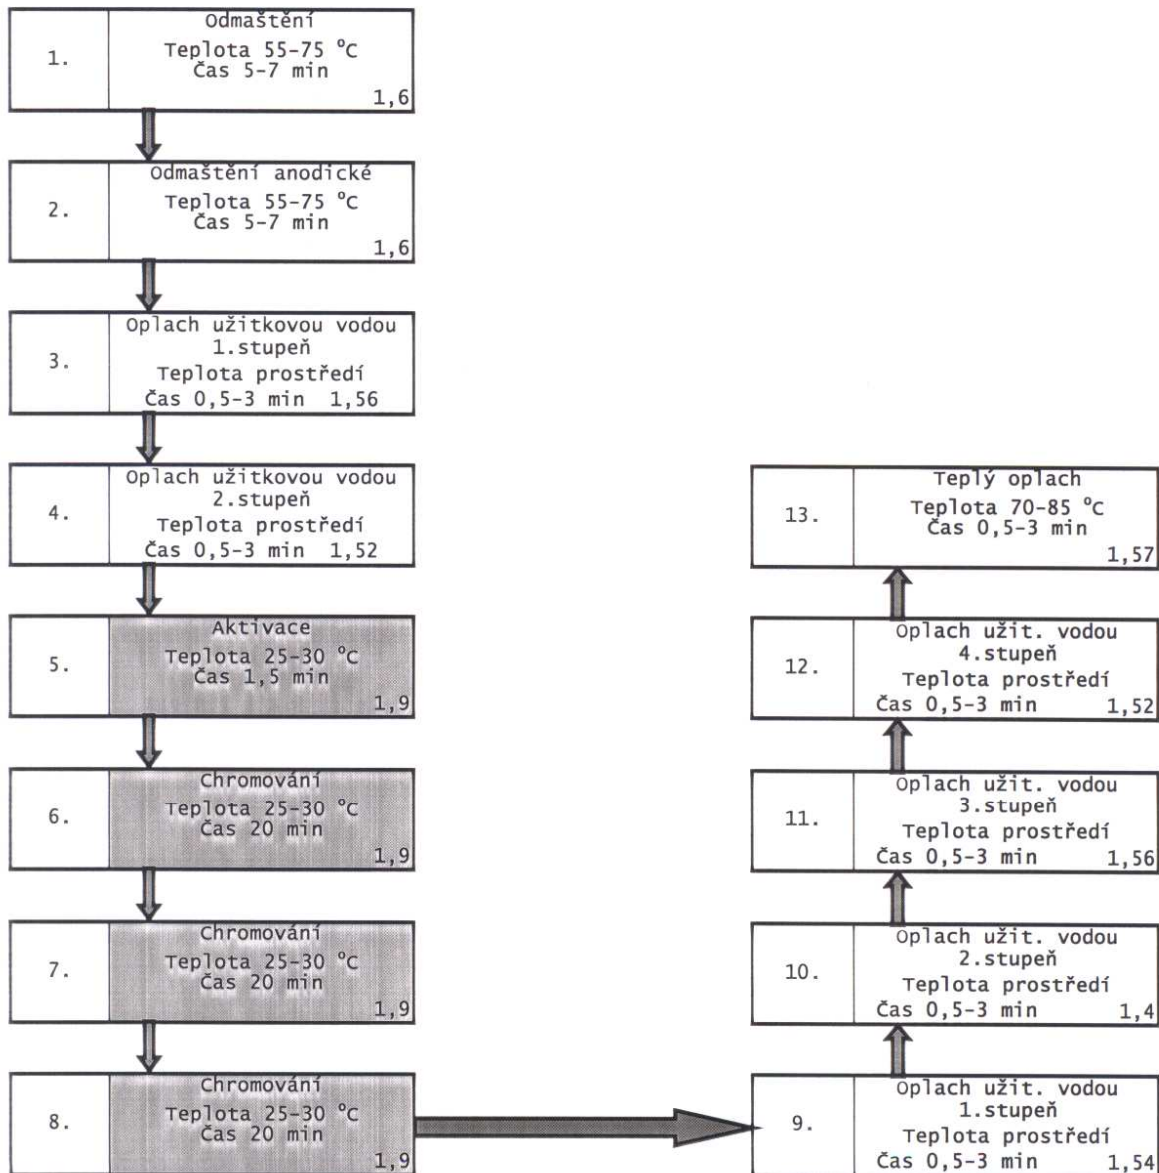 1.
Odmaštění
Teplota 55-75 °C
Čas 5-7 min
1,6
2.
Odmaštění anodické
Teplota 55-75 °C
Čas 5-7 min
1,6
3.
Oplach užitkovou vodou
1.stupeň
Teplota prostředí
Čas 0,5-3 min 1,56
4.
Oplach užitkovou vodou
2.stupeň
Teplota prostředí
Čas 0,5-3 min 1,52
5.
Aktivace
Teplota 25-30 °C
Čas 1,5 min
1,9
6.
Chromování
Teplota 25-30 °C
Čas 20 min
1,9
7.
Chromování
Teplota 25-30 °C
Čas 20 min
1,9
8.
Chromování
Teplota 25-30 °C
Čas 20 min
1,9
9.
Oplach užit. vodou
1.stupeň
Teplota prostředí
Čas 0,5-3 min 1,54
10.
Oplach užit. vodou
2.stupeň
Teplota prostředí
Čas 0,5-3 min 1,4
11.
Oplach užit. vodou
3.stupeň
Teplota prostředí
Čas 0,5-3 min 1,56
12.
Oplach užit. vodou
4.stupeň
Teplota prostředí
Čas 0,5-3 min 1,52
13.
Teplý oplach
Teplota 70-85 °C
Čas 0,5-3 min
1,57